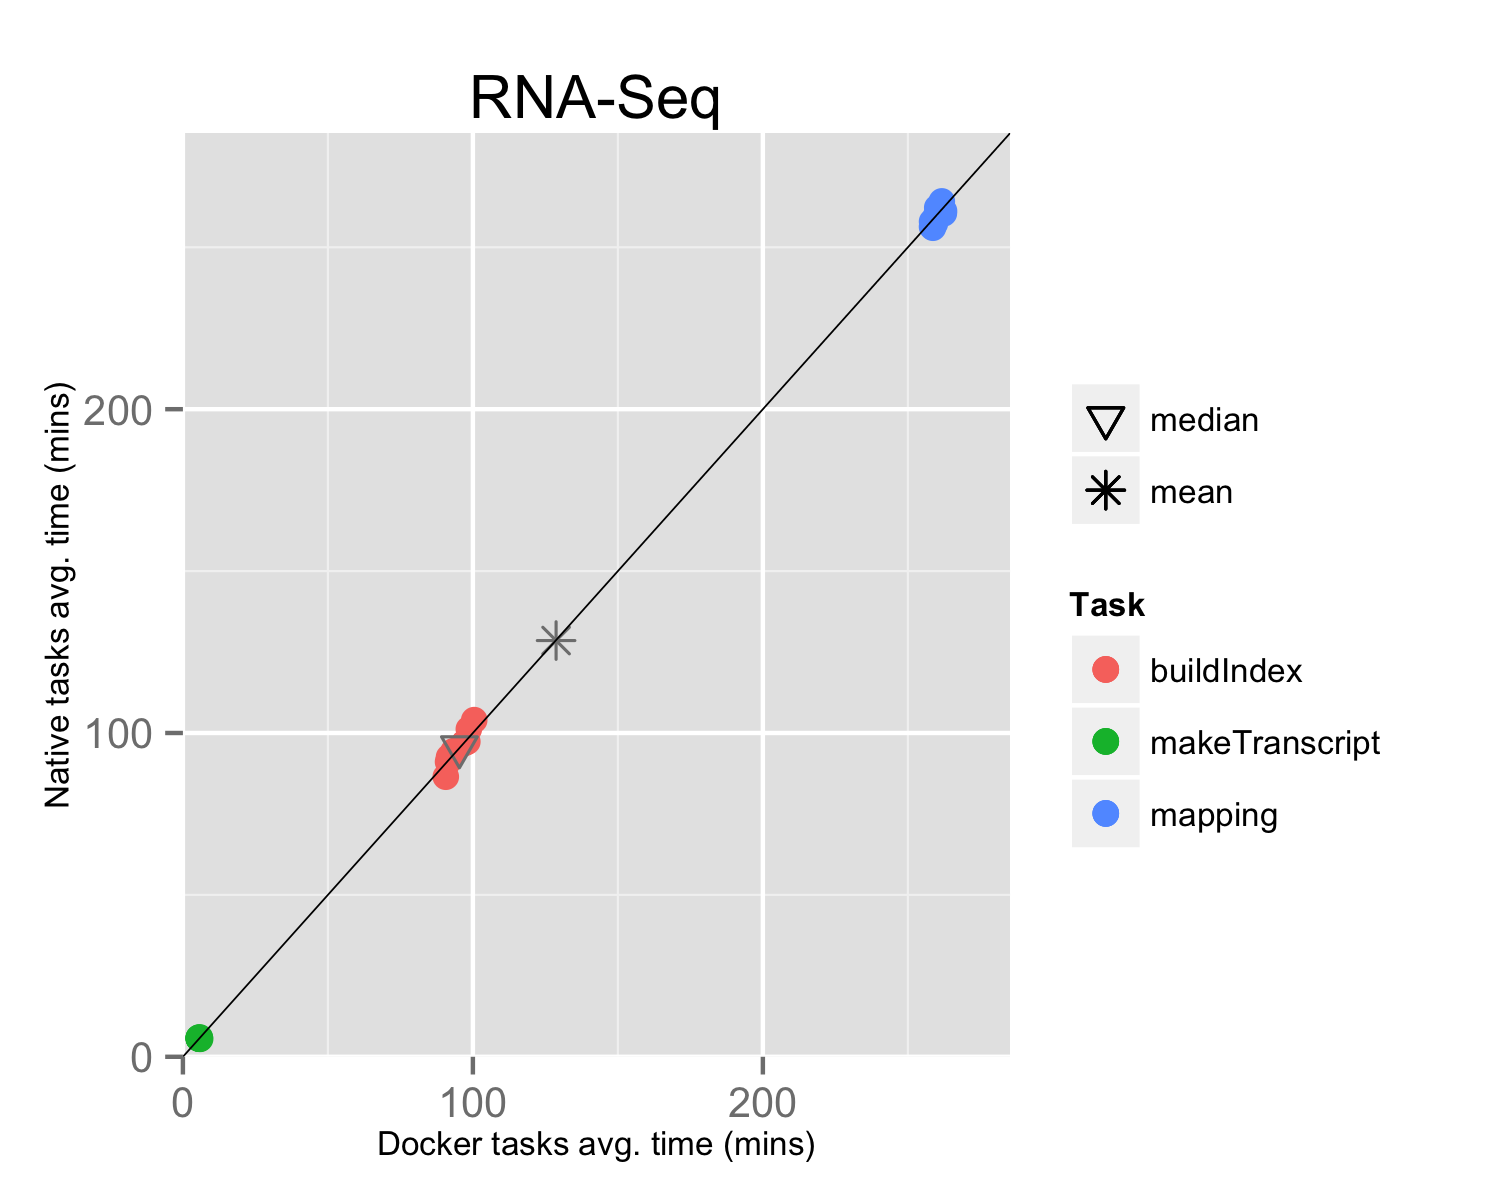 RNA-Seq
Native tasks avg. time (mins)
200
100
0
0 100 200
Docker tasks avg. time (mins)
median
mean
Task
buildIndex
makeTranscript
mapping